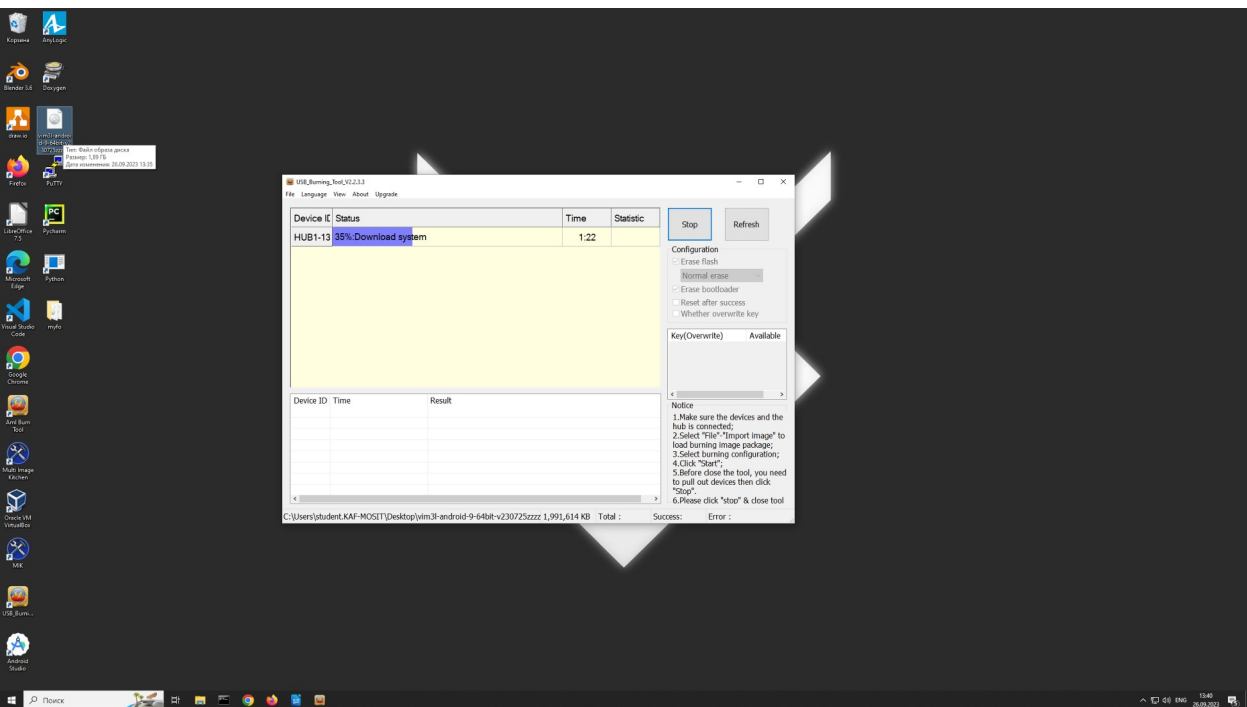 Корзина
AnyLogic
Blender 3.6
Doxygen
draw.io
vim3l-androi
d-9-64bit-v2
30725zzzz
Тип: Файл образа диска
Размер: 1,89 ГБ
Дата изменения: 26.09.2023 13:35
Firefox
PuTTY
LibreOffice
7.5
Pycharm
Microsoft
Edge
Python
Visual Studio
Code
myfo
Google
Chrome
Aml Burn
Tool
Multi Image
Kitchen
Oracle VM
VirtualBox
MiK
USB_Burni...
Android
Studio
USB_Burning_Tool_V2.2.3.3
File Language View About Upgrade
Device ID Status Time Statistic
HUB1-13 35%:Download system 1:22
Stop Refresh
Configuration
Erase flash
Normal erase
Erase bootloader
Reset after success
Whether overwrite key
Key(Overwrite) Available
Device ID Time Result
Notice
1.Make sure the devices and the
hub is connected;
2.Select "File"-"Import image" to
load burning image package;
3.Select burning configuration;
4.Click "Start";
5.Before close the tool, you need
to pull out devices then click
"Stop".
6.Please click "stop" & close tool
C:\Users\student.KAF-MOSIT\Desktop\vim3l-android-9-64bit-v230725zzzz 1,991,614 KB Total : Success: Error :
Поиск
ENG
13:40
26.09.2023